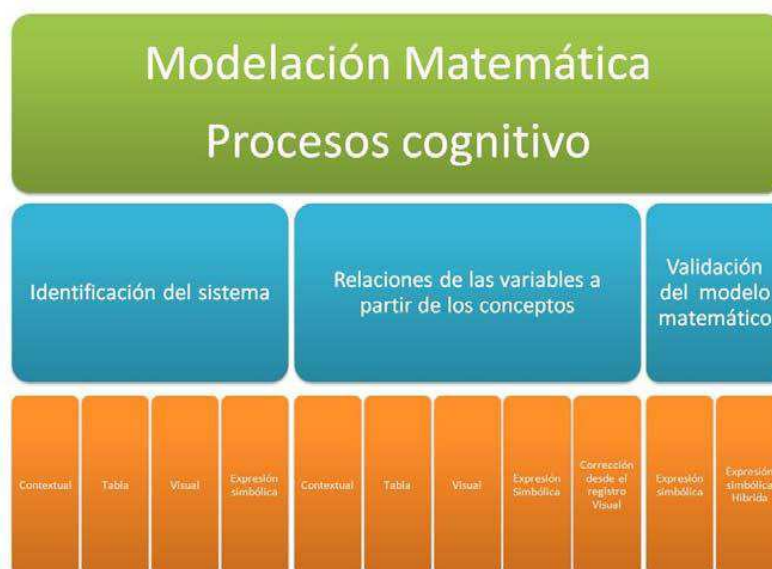 Modelación Matemática
Procesos cognitivo
Identificación del sistema
Relaciones de las variables a
partir de los conceptos
Validación
del modelo
matemático
Contextual
Tabla
Visual
Expresión
simbólica
Contextual
Tabla
Visual
Expresión
Simbólica
Corrección
desde el
registro
Visual
Expresión
simbólica
Expresión
simbólica
Hibrida